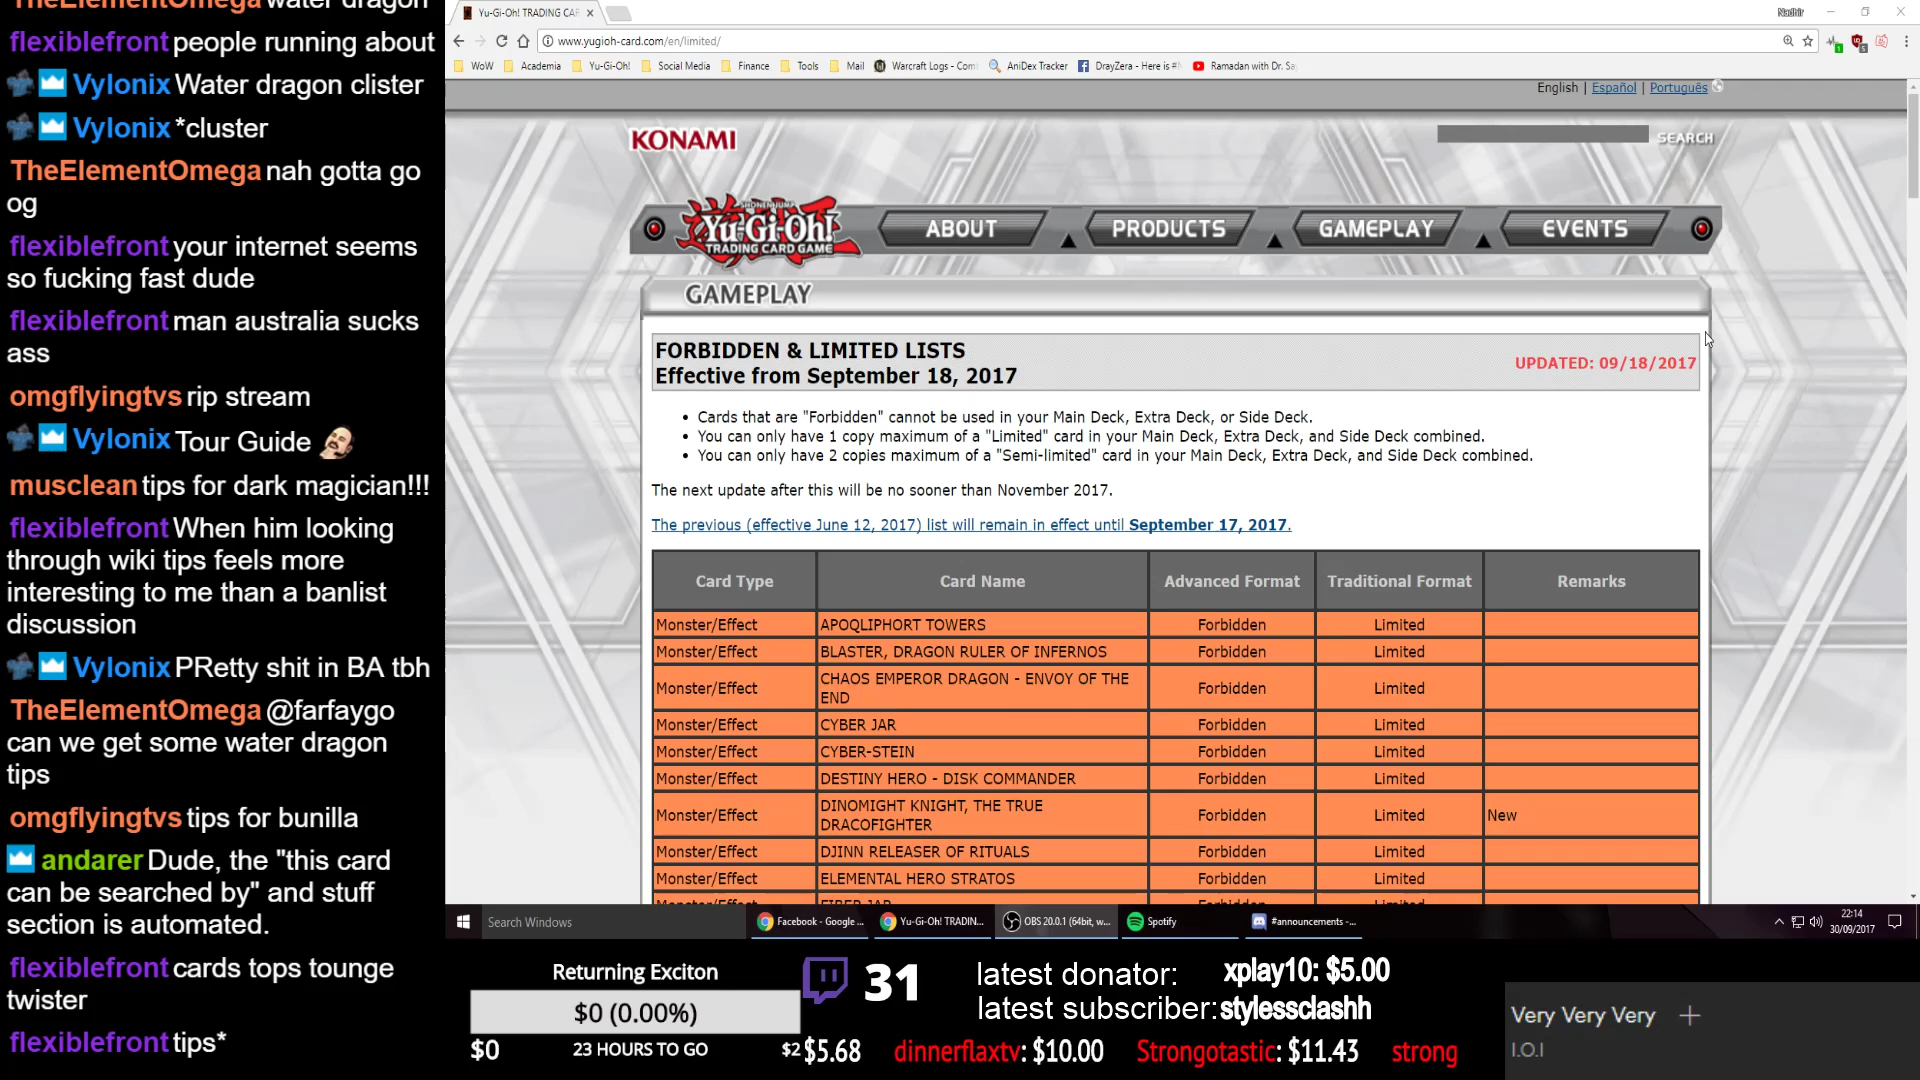 TheElementOmega water dragon
flexiblefront people running about
Vylonix Water dragon clister
Vylonix *cluster
TheElementOmega nah gotta go
og
flexiblefront your internet seems
so fucking fast dude
flexiblefront man australia sucks
ass
omgflyingtvs rip stream
Vylonix Tour Guide
musclean tips for dark magician!!!
flexiblefront When him looking
through wiki tips feels more
interesting to me than a banlist
discussion
Vylonix PRetty shit in BA tbh
TheElementOmega @farfaygo
can we get some water dragon
tips
omgflyingtvs tips for bunilla
andarer Dude, the "this card
can be searched by" and stuff
section is automated.
flexiblefront cards tops tounge
twister
flexiblefront tips*
Yu-Gi-Oh! TRADING CAR
Nadhir
www.yugioh-card.com/en/limited/
WoW Academia Yu-Gi-Oh! Social Media Finance Tools Mail Warcraft Logs - Com AniDex Tracker DrayZera - Here is #N Ramadan with Dr. Sa
English | Español | Português
KONAMI
SEARCH
SHONEN JUMP
Yu-Gi-Oh!
TRADING CARD GAME
ABOUT PRODUCTS GAMEPLAY EVENTS
GAMEPLAY
FORBIDDEN & LIMITED LISTS
Effective from September 18, 2017
UPDATED: 09/18/2017
• Cards that are "Forbidden" cannot be used in your Main Deck, Extra Deck, or Side Deck.
• You can only have 1 copy maximum of a "Limited" card in your Main Deck, Extra Deck, and Side Deck combined.
• You can only have 2 copies maximum of a "Semi-limited" card in your Main Deck, Extra Deck, and Side Deck combined.
The next update after this will be no sooner than November 2017.
The previous (effective June 12, 2017) list will remain in effect until September 17, 2017.
Card Type Card Name Advanced Format Traditional Format Remarks
Monster/Effect APOQLIPHORT TOWERS Forbidden Limited
Monster/Effect BLASTER, DRAGON RULER OF INFERNOS Forbidden Limited
Monster/Effect CHAOS EMPEROR DRAGON - ENVOY OF THE
END Forbidden Limited
Monster/Effect CYBER JAR Forbidden Limited
Monster/Effect CYBER-STEIN Forbidden Limited
Monster/Effect DESTINY HERO - DISK COMMANDER Forbidden Limited
Monster/Effect DINOMIGHT KNIGHT, THE TRUE
DRACOFIGHTER Forbidden Limited New
Monster/Effect DJINN RELEASER OF RITUALS Forbidden Limited
Monster/Effect ELEMENTAL HERO STRATOS Forbidden Limited
Monster/Effect FIBER JAR Forbidden Limited
Search Windows
Facebook - Google ...
Yu-Gi-Oh! TRADIN...
OBS 20.0.1 (64bit, w...
Spotify
#announcements -...
22:14
30/09/2017
Returning Exciton
$0 (0.00%)
$0 23 HOURS TO GO $2
31
latest donator: xplay10: $5.00
latest subscriber: stylessclashh
$5.68 dinnerflaxtv: $10.00 Strongotastic: $11.43 strong
Very Very Very
I.O.I